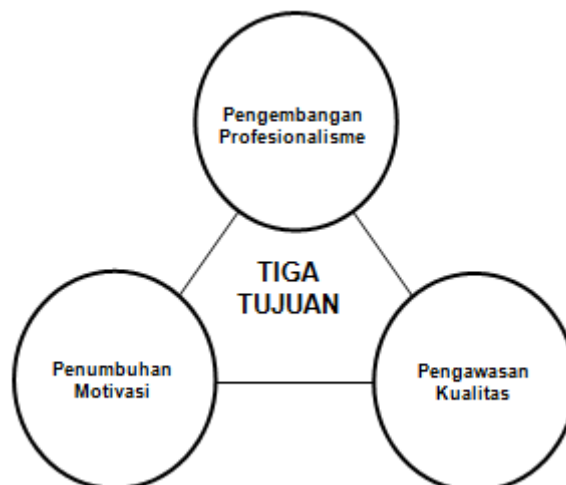 Pengembangan
Profesionalisme
TIGA
TUJUAN
Penumbuhan
Motivasi
Pengawasan
Kualitas